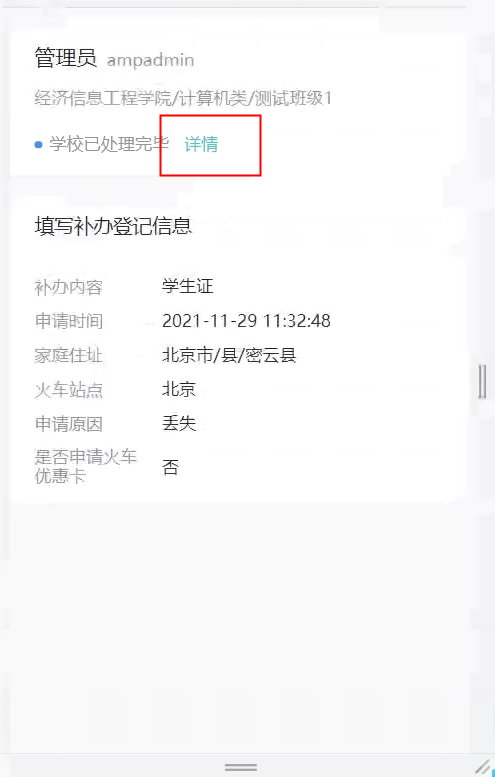 管理员 ampadmin
经济信息工程学院/计算机类/测试班级1
学校已处理完毕 详情
填写补办登记信息
补办内容 学生证
申请时间 2021-11-29 11:32:48
家庭住址 北京市/县/密云县
火车站点 北京
申请原因 丢失
是否申请火车
优惠卡 否